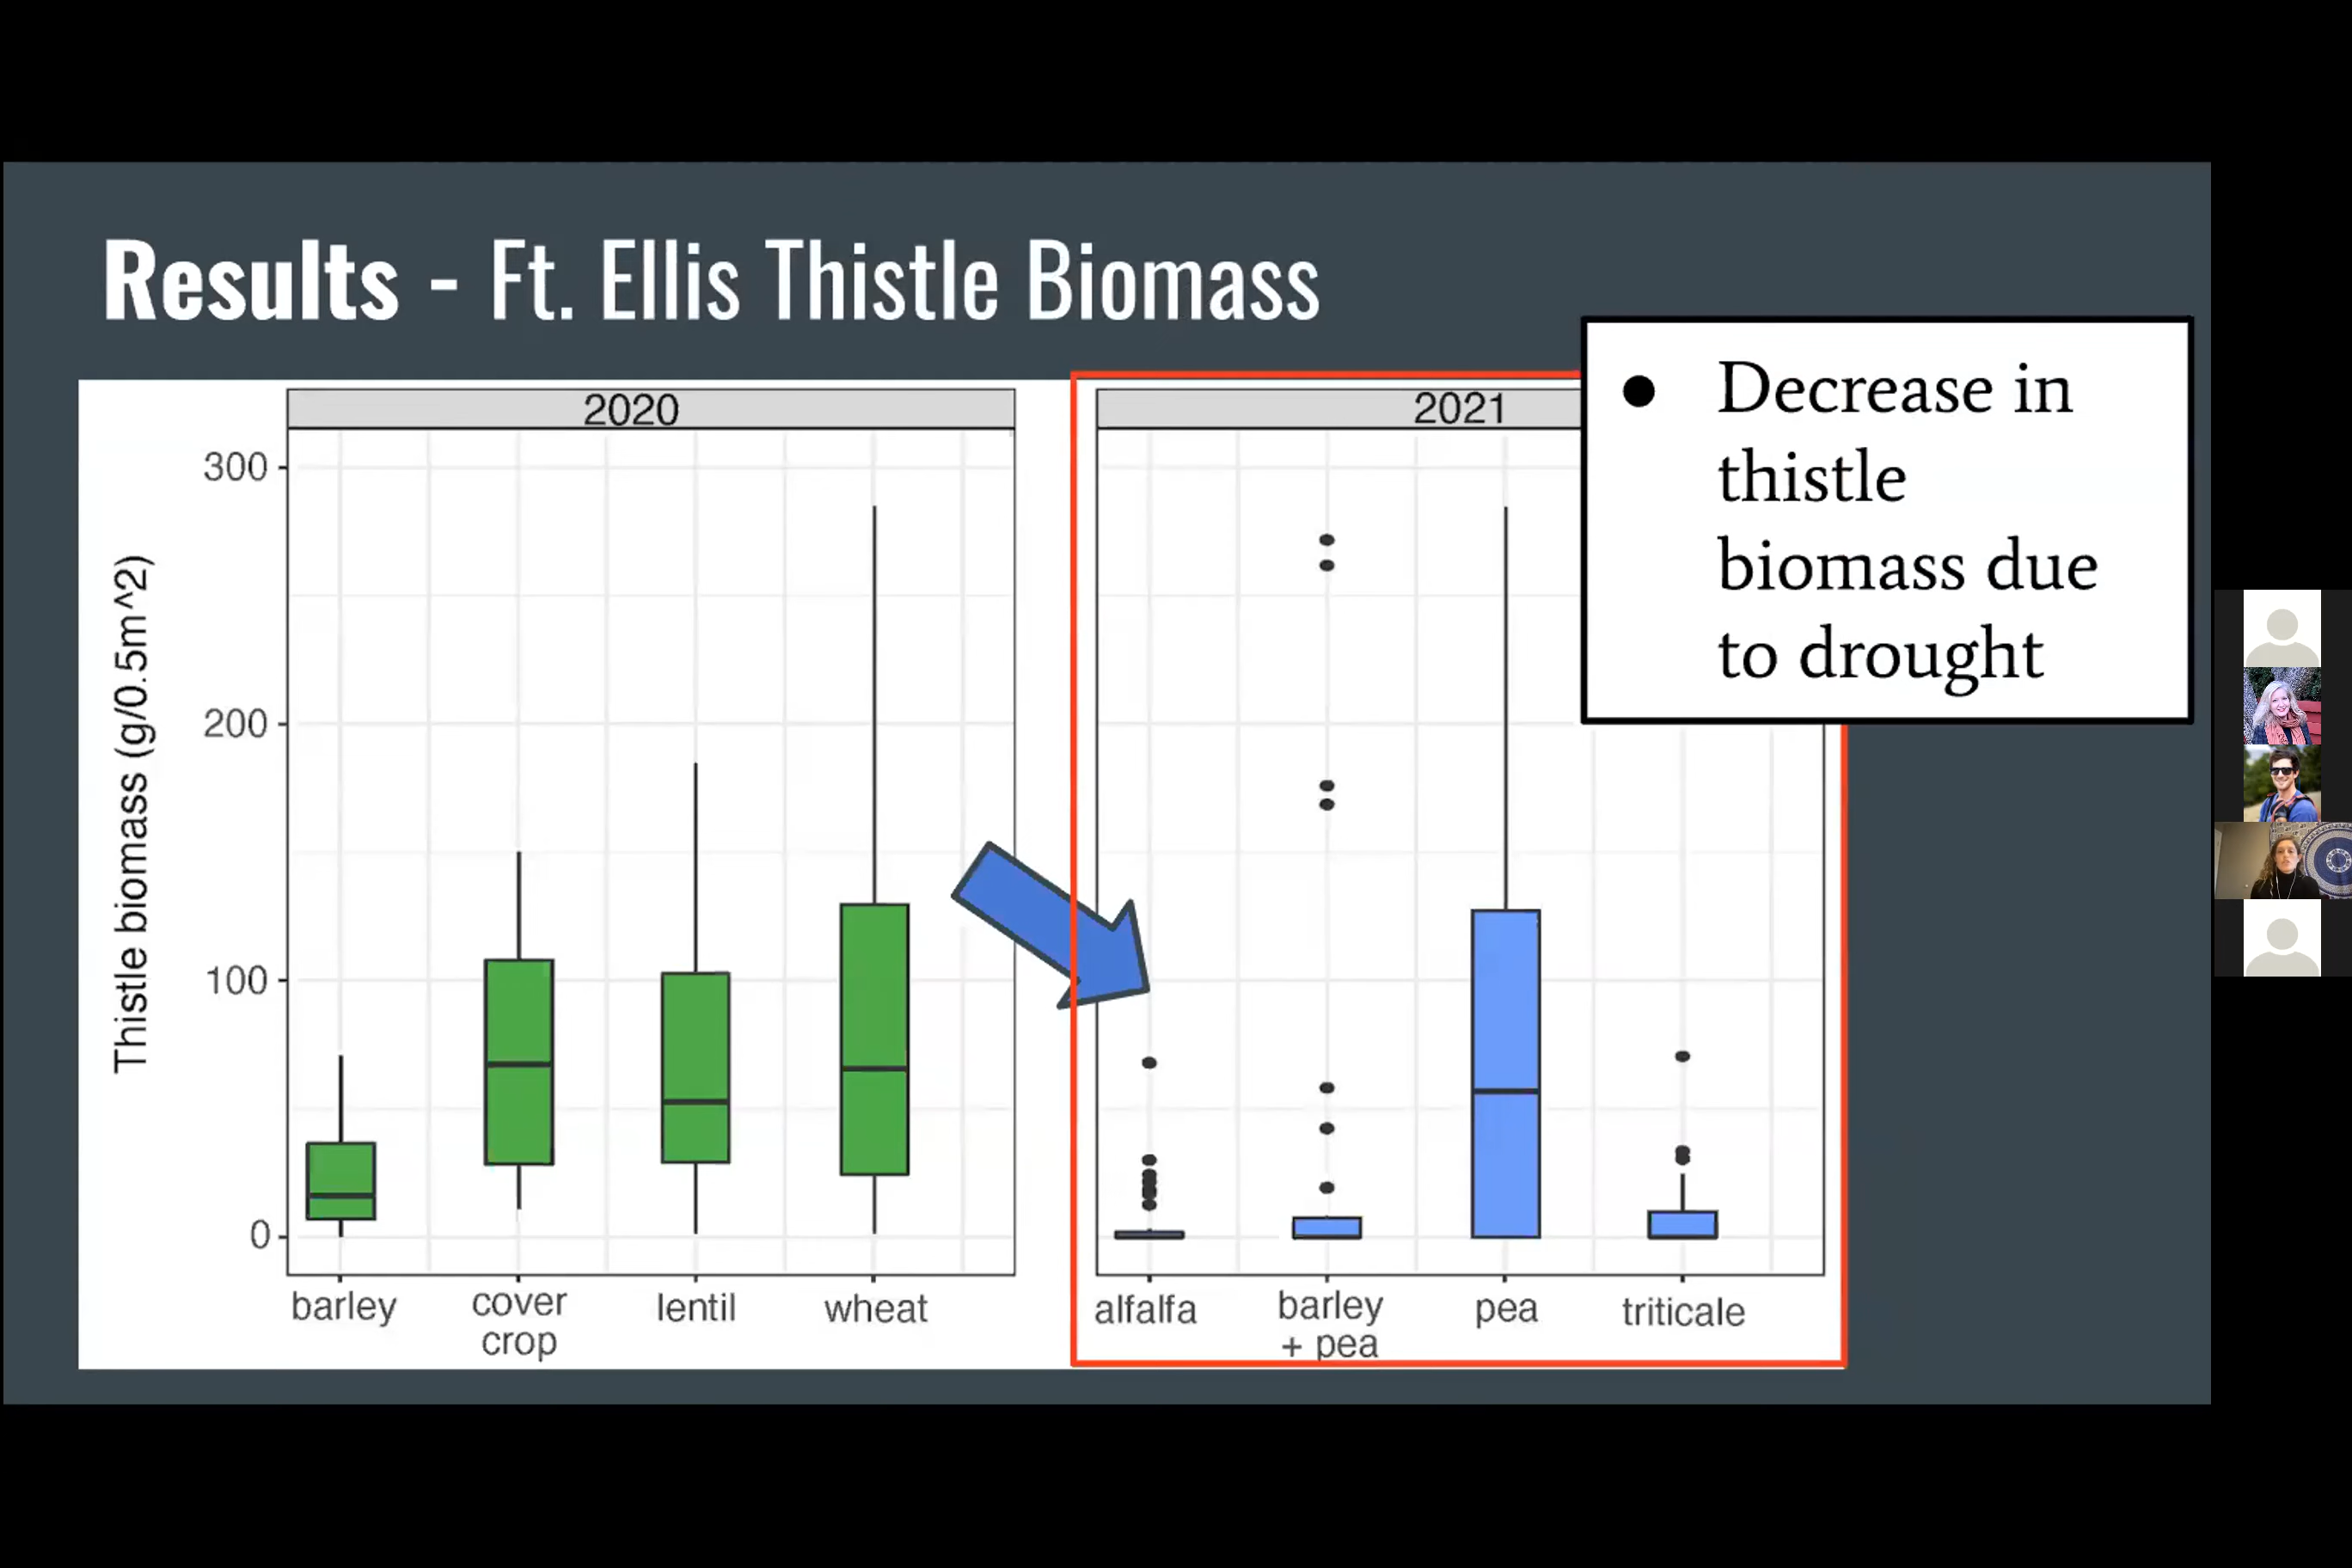 Results - Ft. Ellis Thistle Biomass
Decrease in
thistle
biomass due
to drought
2020
2021
Thistle biomass (g/0.5m^2)
300
200
100
0
barley
cover
crop
lentil
wheat
alfalfa
barley
+ pea
pea
triticale